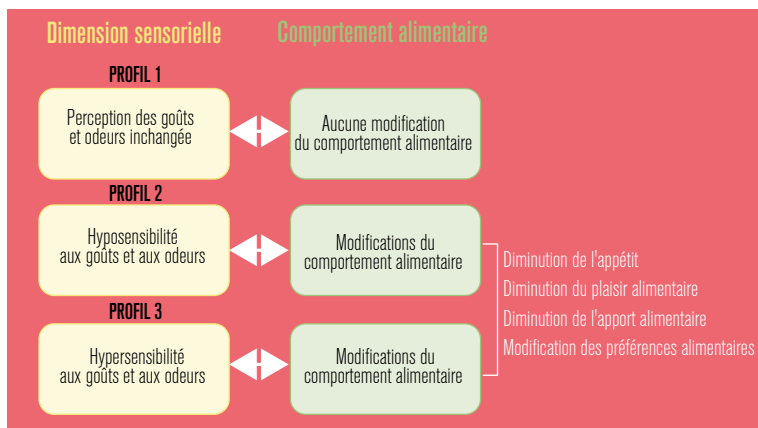 Dimension sensorielle
Comportement alimentaire
PROFIL 1
Perception des goûts
et odeurs inchangée
Aucune modification
du comportement alimentaire
PROFIL 2
Hyposensibilité
aux goûts et aux odeurs
Modifications du
comportement alimentaire
PROFIL 3
Hypersensibilité
aux goûts et aux odeurs
Modifications du
comportement alimentaire
Diminution de l'appétit
Diminution du plaisir alimentaire
Diminution de l'apport alimentaire
Modification des préférences alimentaires